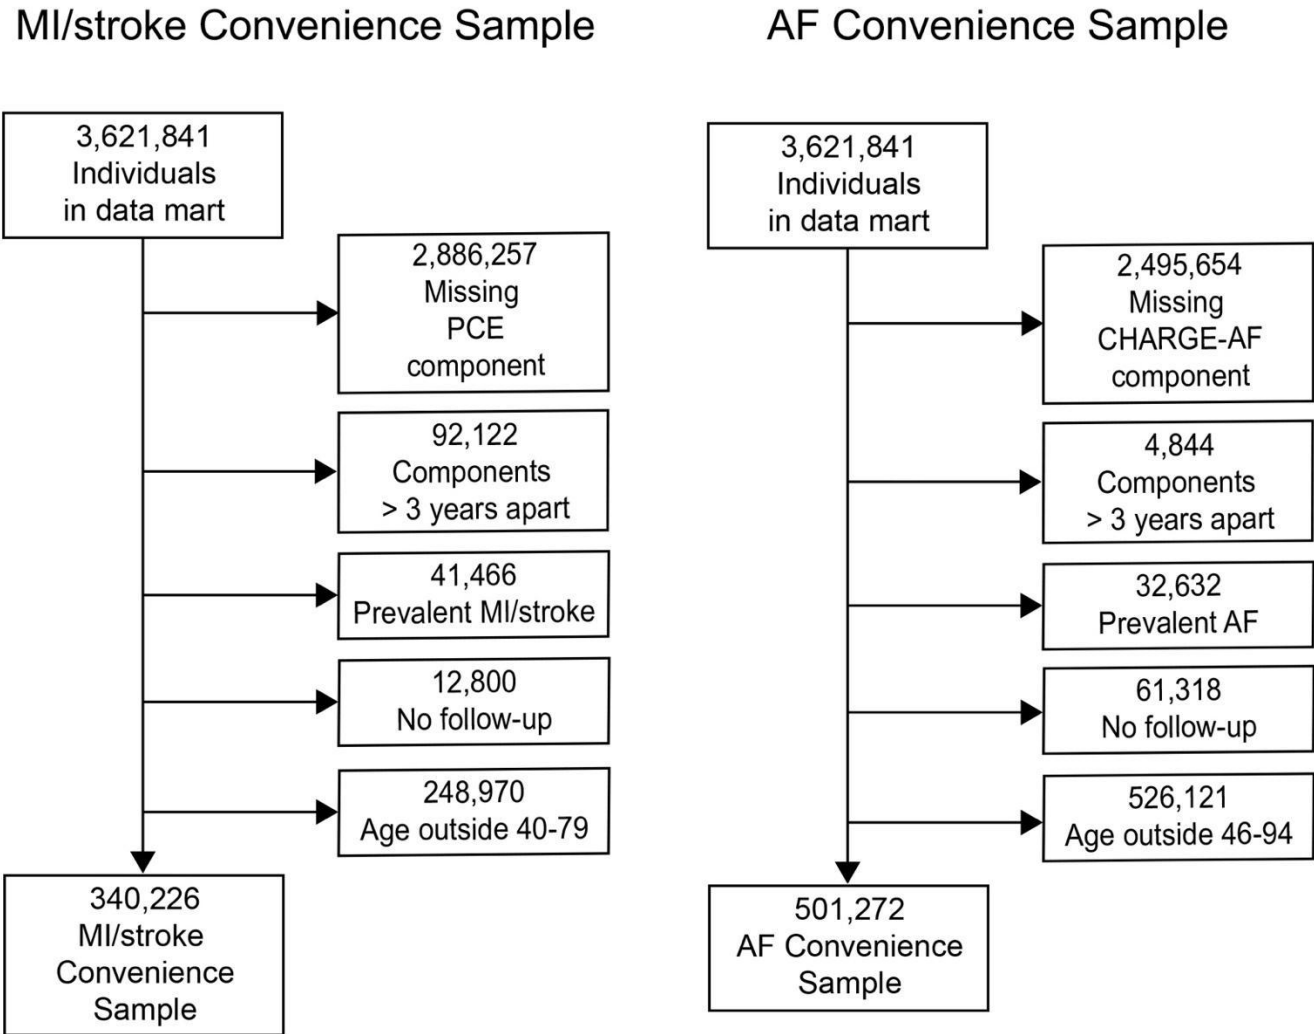 MI/stroke Convenience Sample
3,621,841
Individuals
in data mart
2,886,257
Missing
PCE
component
92,122
Components
> 3 years apart
41,466
Prevalent MI/stroke
12,800
No follow-up
248,970
Age outside 40-79
340,226
MI/stroke
Convenience
Sample
AF Convenience Sample
3,621,841
Individuals
in data mart
2,495,654
Missing
CHARGE-AF
component
4,844
Components
> 3 years apart
32,632
Prevalent AF
61,318
No follow-up
526,121
Age outside 46-94
501,272
AF Convenience
Sample